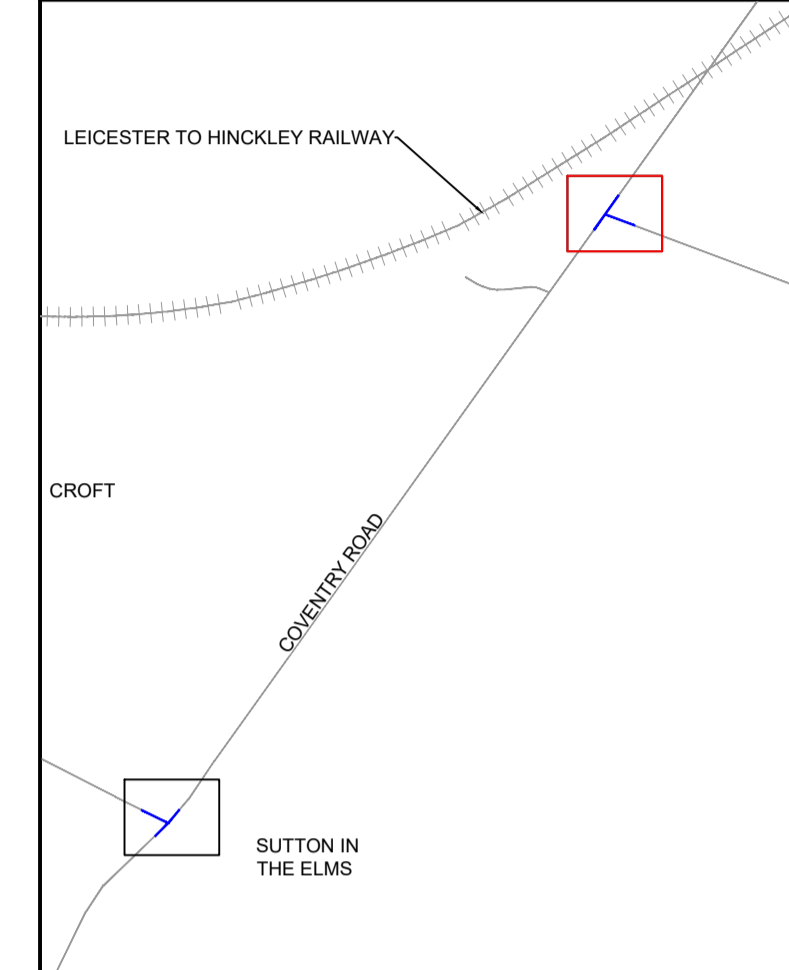 LEICESTER TO HINCKLEY RAILWAY
CROFT
COVENTRY ROAD
SUTTON IN
THE ELMS